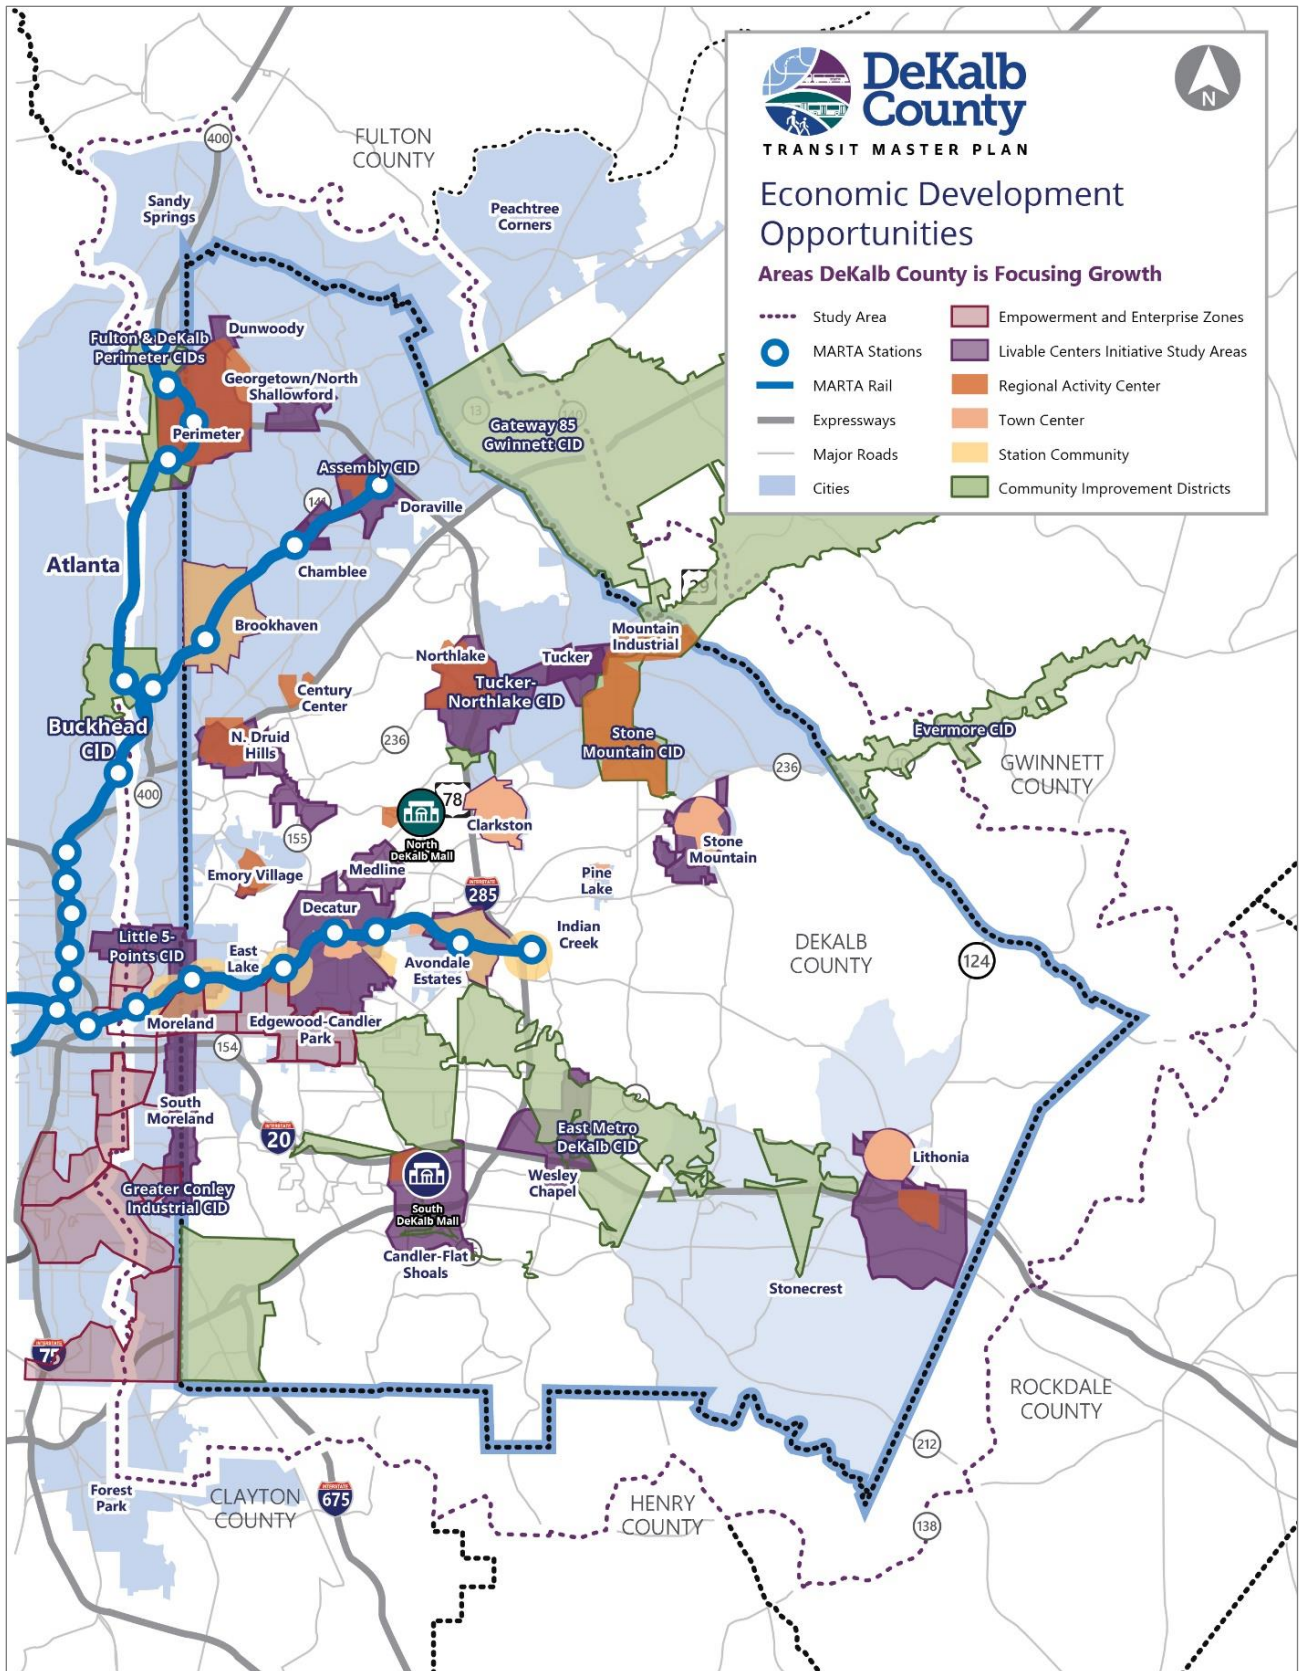 DeKalb
County
TRANSIT MASTER PLAN
N
Economic Development
Opportunities
Areas DeKalb County is Focusing Growth
Study Area
MARTA Stations
MARTA Rail
Expressways
Major Roads
Cities
Empowerment and Enterprise Zones
Livable Centers Initiative Study Areas
Regional Activity Center
Town Center
Station Community
Community Improvement Districts
400
FULTON
COUNTY
Sandy
Springs
Peachtree
Corners
Fulton & DeKalb
Perimeter CIDs
Dunwoody
Georgetown/North
Shallowford
Perimeter
13
140
Gateway 85
Gwinnett CID
Assembly CID
141
Doraville
Chamblee
Atlanta
29
Brookhaven
Mountain
Industrial
Northlake
Tucker
Tucker-
Northlake CID
Century
Center
Buckhead
CID
N. Druid
Hills
236
Stone
Mountain CID
236
Evermore CID
GWINNETT
COUNTY
400
78
155
North
DeKalb Mall
Clarkston
Stone
Mountain
Emory Village
Medline
Pine
Lake
INTERSTATE
285
Decatur
Little 5-
Points CID
East
Lake
Indian
Creek
Avondale
Estates
DEKALB
COUNTY
124
Moreland
Edgewood-Candler
Park
154
South
Moreland
INTERSTATE
20
East Metro
DeKalb CID
Wesley
Chapel
Lithonia
Greater Conley
Industrial CID
South
DeKalb Mall
Candler-Flat
Shoals
Stonecrest
INTERSTATE
75
ROCKDALE
COUNTY
212
Forest
Park
CLAYTON
COUNTY
INTERSTATE
675
HENRY
COUNTY
138